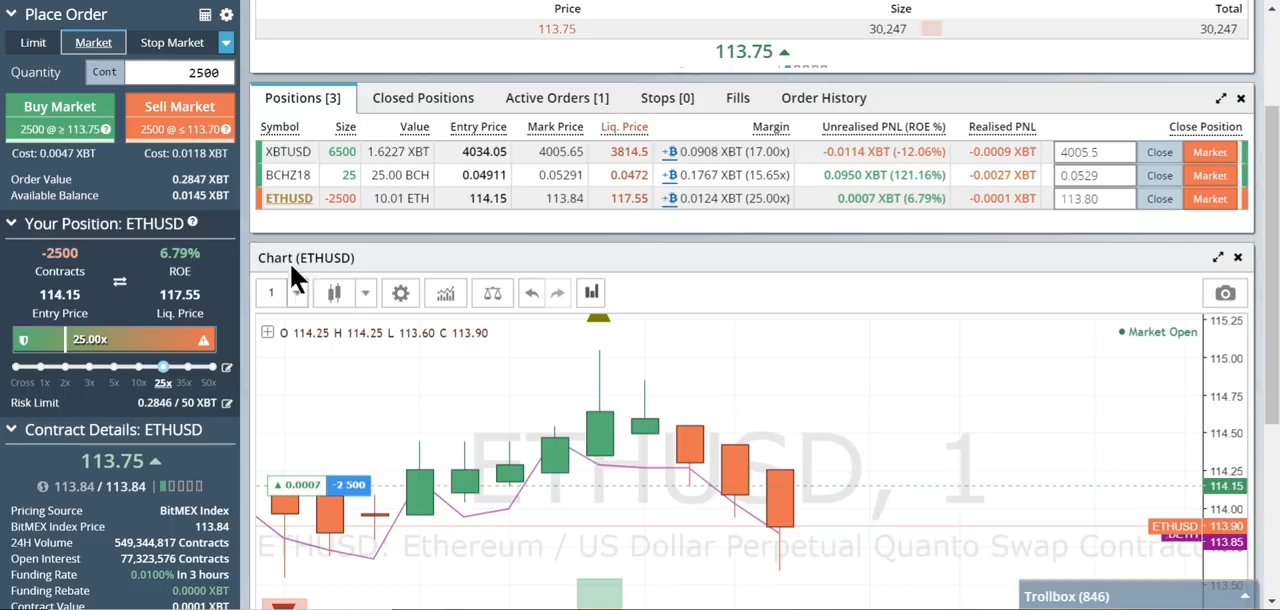 Place Order
Limit Market Stop Market
Quantity Cont 2500
Buy Market Sell Market
2500 @ ≥ 113.75 2500 @ ≤ 113.70
Cost: 0.0047 XBT Cost: 0.0118 XBT
Order Value 0.2847 XBT
Available Balance 0.0145 XBT
Your Position: ETHUSD
-2500 6.79%
Contracts ROE
114.15 117.55
Entry Price Liq. Price
25.00x
Cross 1x 2x 3x 5x 10x 25x 35x 50x
Risk Limit 0.2846 / 50 XBT
Contract Details: ETHUSD
113.75
113.84 / 113.84
Pricing Source BitMEX Index
BitMEX Index Price 113.84
24H Volume 549,344,817 Contracts
Open Interest 77,323,576 Contracts
Funding Rate 0.0100% In 3 hours
Funding Rebate 0.0000 XBT
Contract Value 0.0001 XBT
Price Size Total
113.75 30,247 30,247
113.75
Positions [3] Closed Positions Active Orders [1] Stops [0] Fills Order History
Symbol Size Value Entry Price Mark Price Liq. Price Margin Unrealised PNL (ROE %) Realised PNL Close Position
XBTUSD 6500 1.6227 XBT 4034.05 4005.65 3814.5 +B 0.0908 XBT (17.00x) -0.0114 XBT (-12.06%) -0.0009 XBT 4005.5 Close Market
BCHZ18 25 25.00 BCH 0.04911 0.05291 0.0472 +B 0.1767 XBT (15.65x) 0.0950 XBT (121.16%) -0.0027 XBT 0.0529 Close Market
ETHUSD -2500 10.01 ETH 114.15 113.84 117.55 +B 0.0124 XBT (25.00x) 0.0007 XBT (6.79%) -0.0001 XBT 113.80 Close Market
Chart (ETHUSD)
1
O 114.25 H 114.25 L 113.60 C 113.90
Market Open
115.25
115.00
114.75
114.50
114.25
114.15
114.00
113.85
113.50
▲ 0.0007 -2 500
ETHUSD 113.90
ETHUSD, 1
ETHUSD: Ethereum / US Dollar Perpetual Quanto Swap Contract
Trollbox (846)